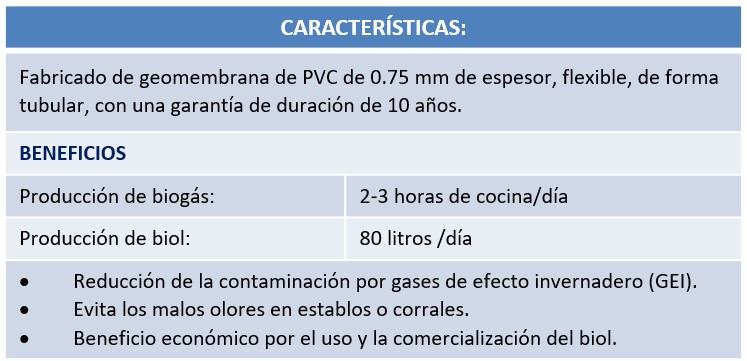 CARACTERÍSTICAS:
Fabricado de geomembrana de PVC de 0.75 mm de espesor, flexible, de forma
tubular, con una garantía de duración de 10 años.
BENEFICIOS
Producción de biogás: 2-3 horas de cocina/día
Producción de biol: 80 litros /día
• Reducción de la contaminación por gases de efecto invernadero (GEI).
• Evita los malos olores en establos o corrales.
• Beneficio económico por el uso y la comercialización del biol.